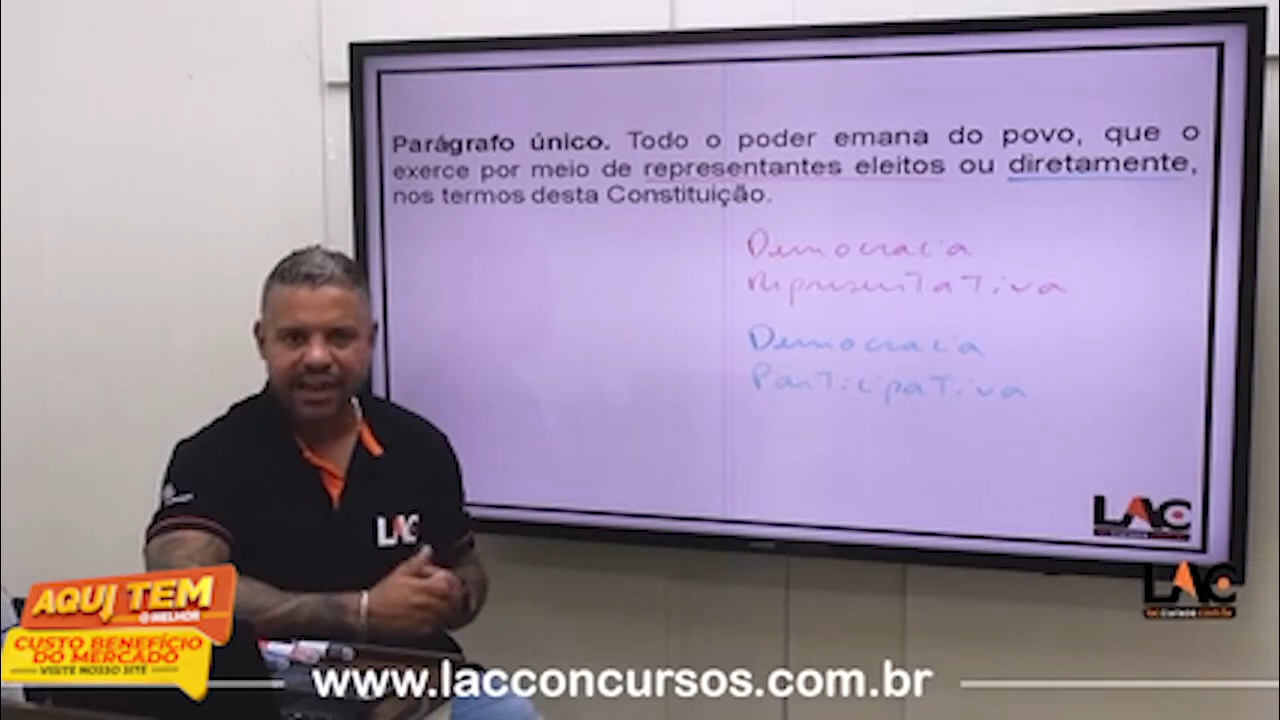 Parágrafo único. Todo o poder emana do povo, que o
exerce por meio de representantes eleitos ou diretamente,
nos termos desta Constituição.
Democracia
Representativa
Democracia
Participativa
LAC
LAC
LAC
AQUI TEM
O MELHOR
CUSTO BENEFÍCIO
DO MERCADO
VISITE NOSSO SITE
www.lacconcursos.com.br